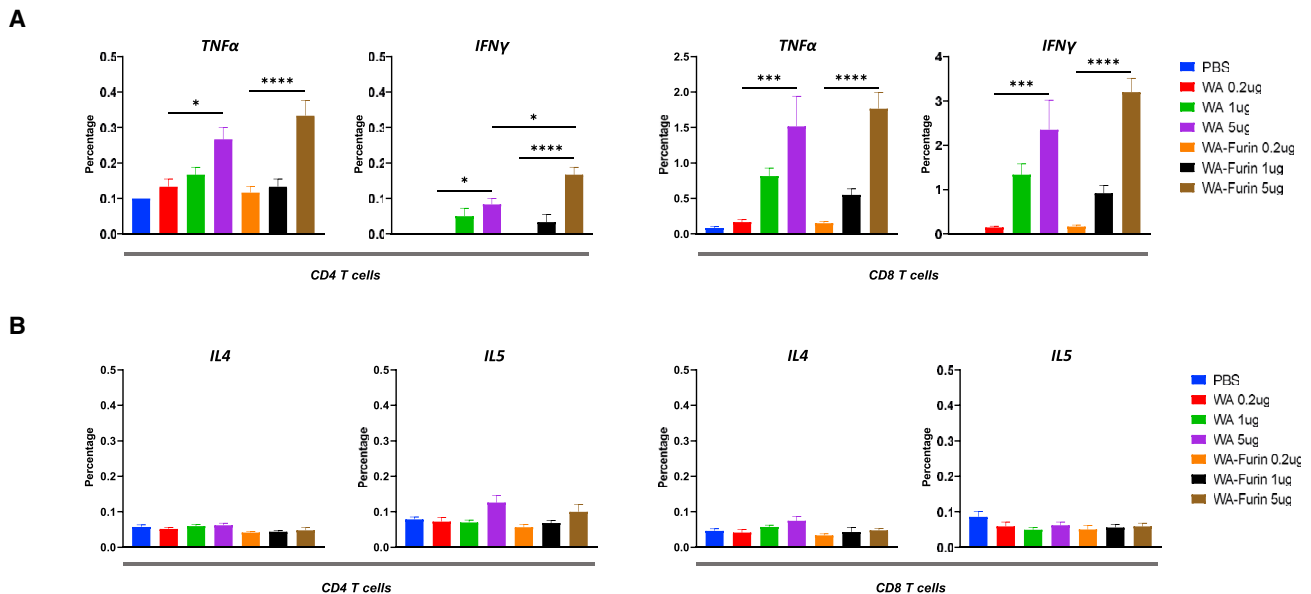 A
TNFα
IFNγ
TNFα
IFNγ
Percentage
0.5
0.4
0.3
0.2
0.1
0.0
*
****
Percentage
0.5
0.4
0.3
0.2
0.1
0.0
*
*
****
Percentage
2.5
2.0
1.5
1.0
0.5
0.0
***
****
Percentage
4
3
2
1
0
***
****
PBS
WA 0.2ug
WA 1ug
WA 5ug
WA-Furin 0.2ug
WA-Furin 1ug
WA-Furin 5ug
CD4 T cells
CD8 T cells
B
IL4
IL5
IL4
IL5
Percentage
0.5
0.4
0.3
0.2
0.1
0.0
Percentage
0.5
0.4
0.3
0.2
0.1
0.0
Percentage
0.5
0.4
0.3
0.2
0.1
0.0
Percentage
0.5
0.4
0.3
0.2
0.1
0.0
PBS
WA 0.2ug
WA 1ug
WA 5ug
WA-Furin 0.2ug
WA-Furin 1ug
WA-Furin 5ug
CD4 T cells
CD8 T cells